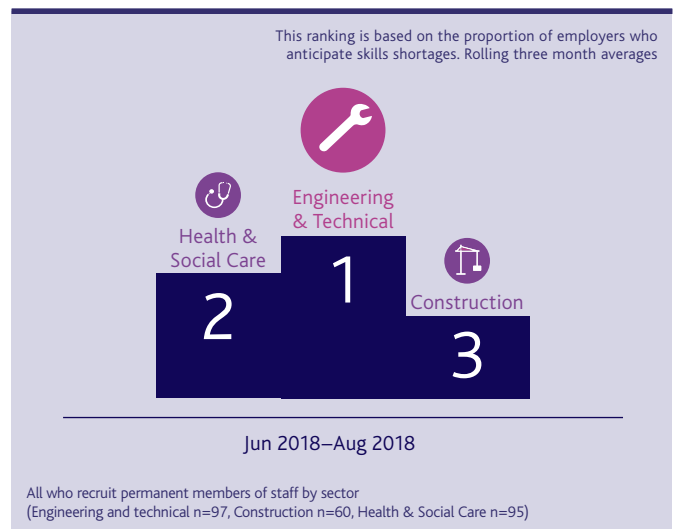 This ranking is based on the proportion of employers who
anticipate skills shortages. Rolling three month averages
Engineering
& Technical
Health &
Social Care
Construction
1
2
3
Jun 2018–Aug 2018
All who recruit permanent members of staff by sector
(Engineering and technical n=97, Construction n=60, Health & Social Care n=95)